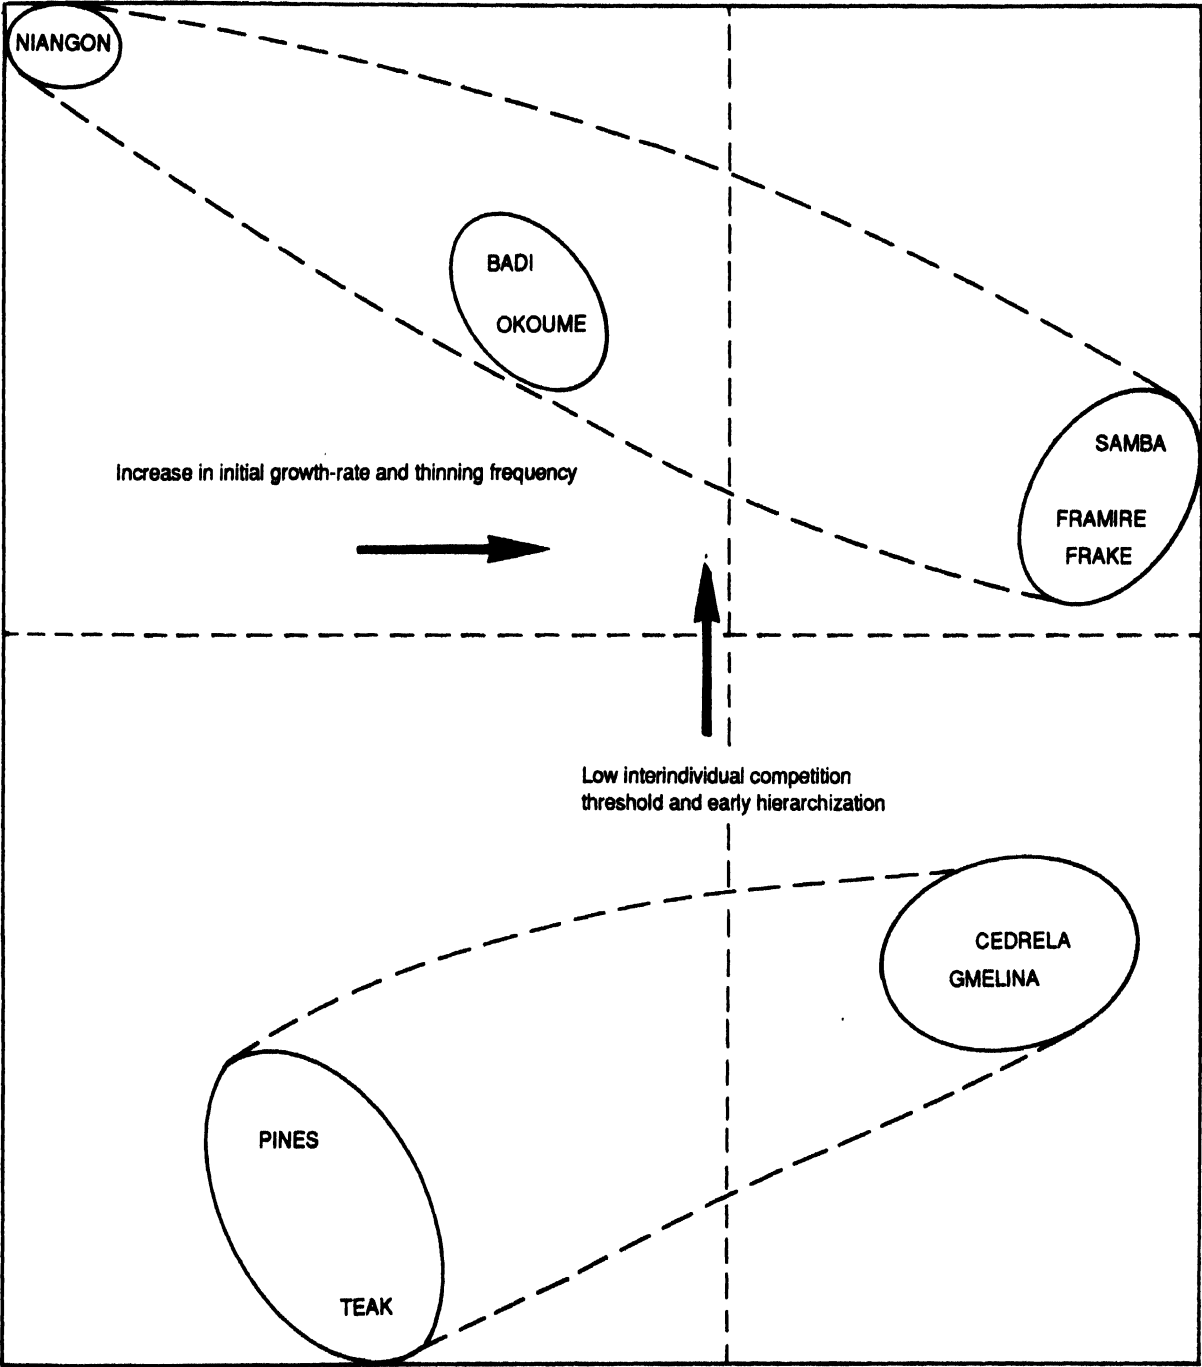 NIANGON
BADI
OKOUME
SAMBA
Increase in initial growth-rate and thinning frequency
FRAMIRE
FRAKE
Low interindividual competition
threshold and early hierarchization
CEDRELA
GMELINA
PINES
TEAK